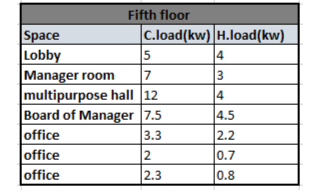 Fifth floor
Space C.load(kw) H.load(kw)
Lobby 5 4
Manager room 7 3
multipurpose hall 12 4
Board of Manager 7.5 4.5
office 3.3 2.2
office 2 0.7
office 2.3 0.8